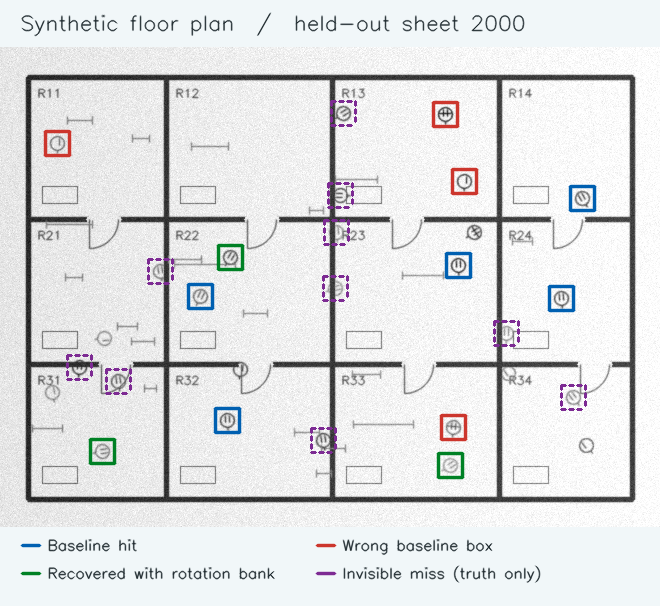 Synthetic floor plan / held-out sheet 2000
R11
R12
R13
R14
R21
R22
R23
R24
R31
R32
R33
R34
Baseline hit
Wrong baseline box
Recovered with rotation bank
Invisible miss (truth only)